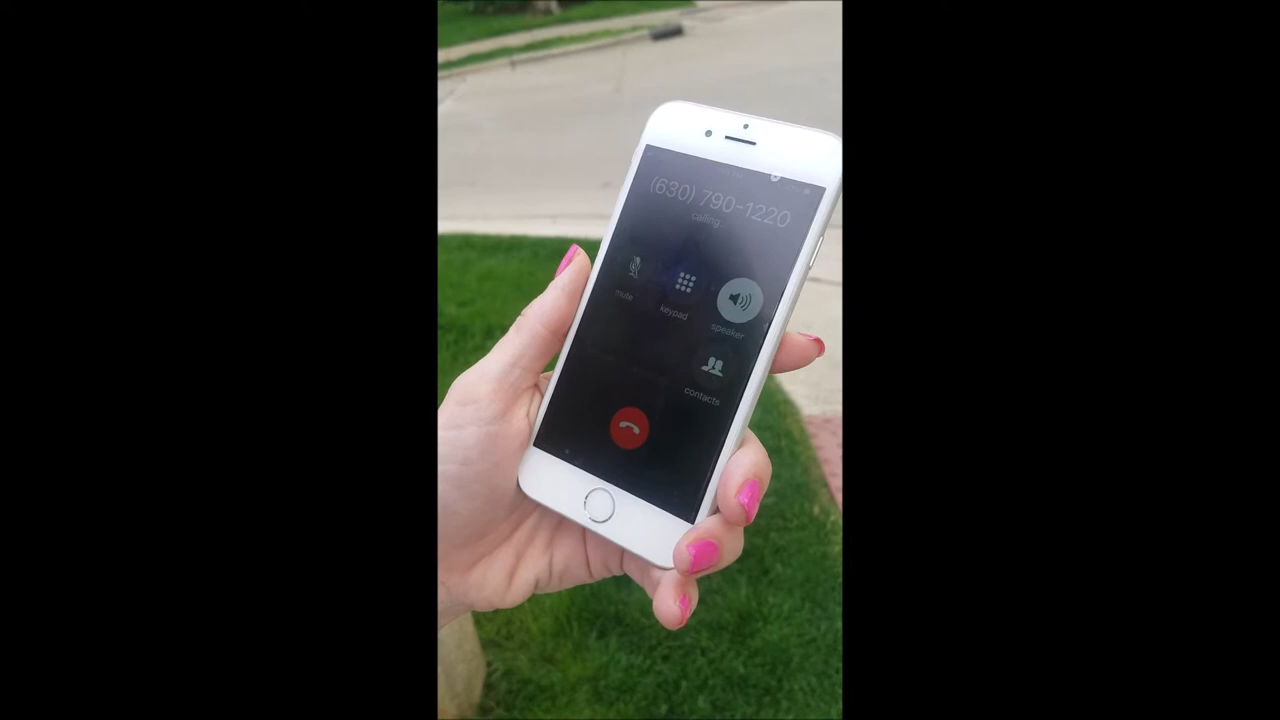 (630) 790-1220
calling...
mute
keypad
speaker
contacts